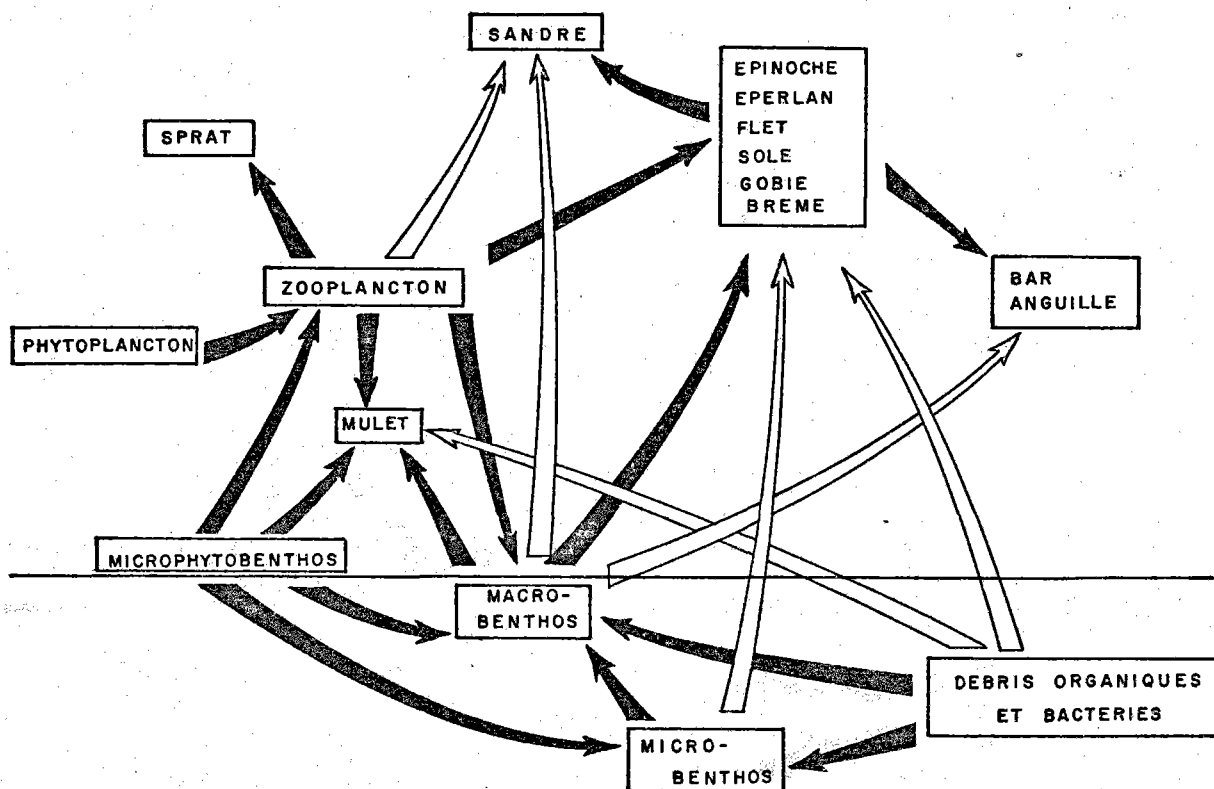 SANDRE
EPINOCHE
EPERLAN
FLET
SOLE
GOBIE
BREME
SPRAT
BAR
ANGUILLE
ZOOPLANCTON
PHYTOPLANCTON
MULET
MICROPHYTOBENTHOS
MACRO-
BENTHOS
DEBRIS ORGANIQUES
ET BACTERIES
MICRO-
BENTHOS